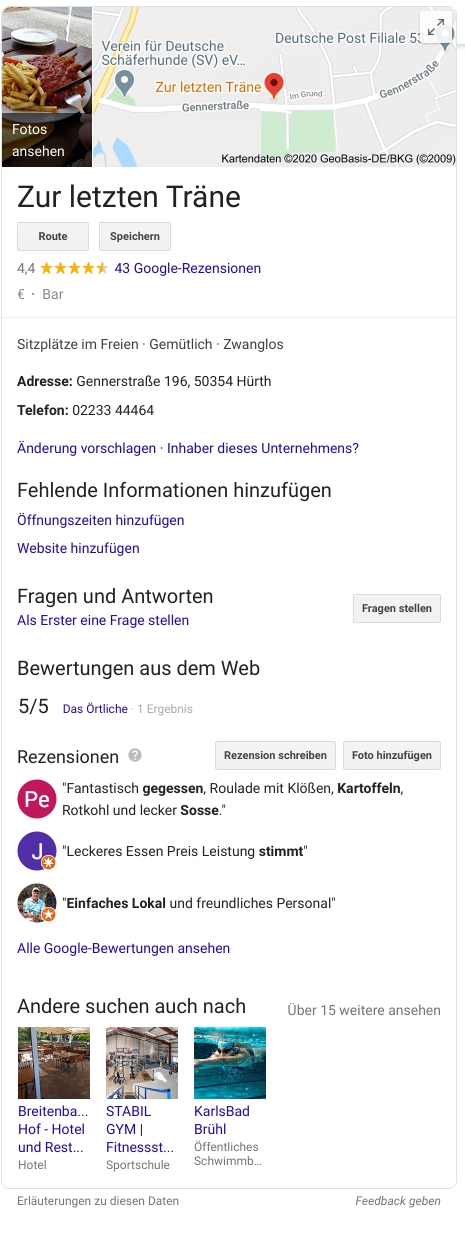 Verein für Deutsche
Schäferhunde (SV) eV...
Deutsche Post Filiale 53
Zur letzten Träne
Im Grund
Gennerstraße
Gennerstraße
Fotos
ansehen
Kartendaten ©2020 GeoBasis-DE/BKG (©2009)
Zur letzten Träne
Route
Speichern
4,4
43 Google-Rezensionen
€ · Bar
Sitzplätze im Freien · Gemütlich · Zwanglos
Adresse: Gennerstraße 196, 50354 Hürth
Telefon: 02233 44464
Änderung vorschlagen · Inhaber dieses Unternehmens?
Fehlende Informationen hinzufügen
Öffnungszeiten hinzufügen
Website hinzufügen
Fragen und Antworten
Als Erster eine Frage stellen
Fragen stellen
Bewertungen aus dem Web
5/5 Das Örtliche · 1 Ergebnis
Rezensionen ?
Rezension schreiben
Foto hinzufügen
Pe
"Fantastisch gegessen, Roulade mit Klößen, Kartoffeln,
Rotkohl und lecker Sosse."
J
"Leckeres Essen Preis Leistung stimmt"
"Einfaches Lokal und freundliches Personal"
Alle Google-Bewertungen ansehen
Andere suchen auch nach
Über 15 weitere ansehen
Breitenba...
Hof - Hotel
und Rest...
Hotel
STABIL
GYM |
Fitnessst...
Sportschule
KarlsBad
Brühl
Öffentliches
Schwimmb...
Erläuterungen zu diesen Daten
Feedback geben